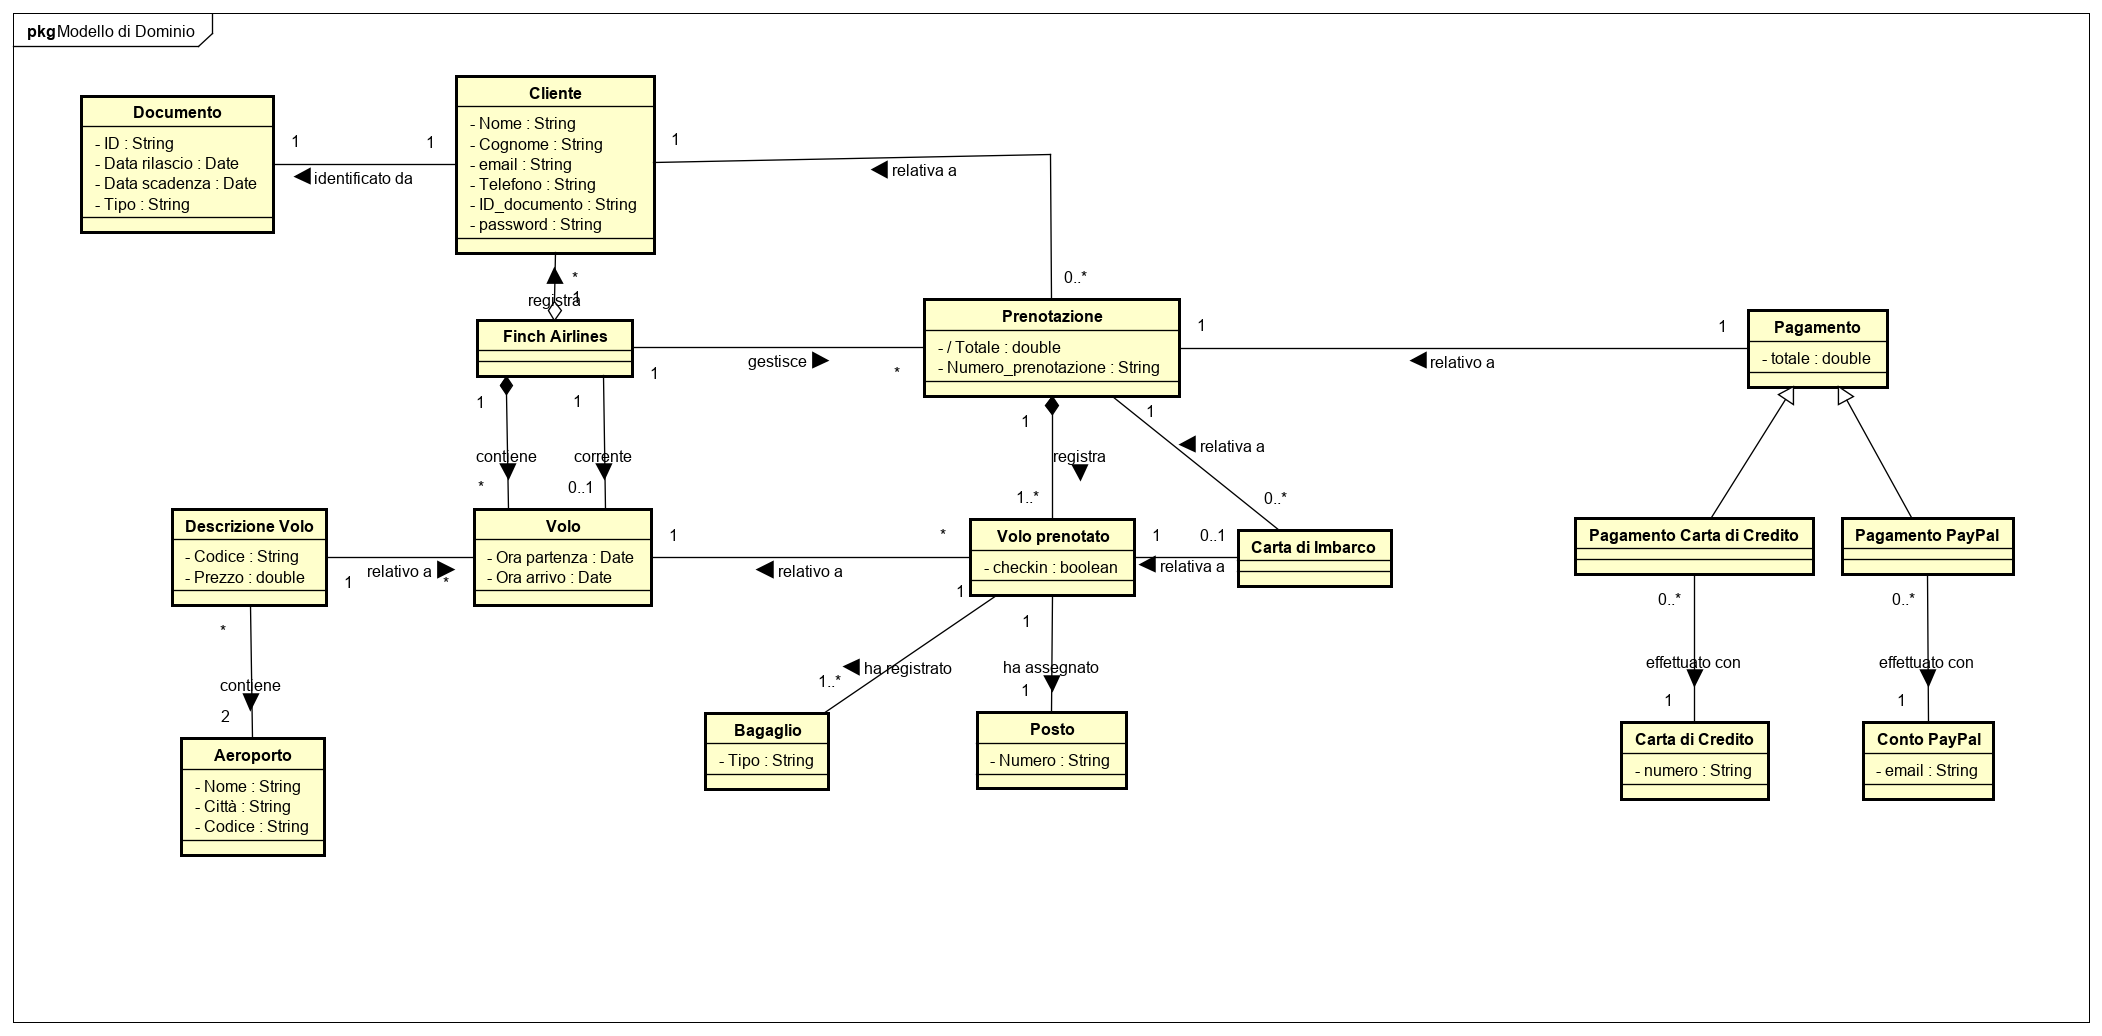 pkg Modello di Dominio
Documento
- ID : String
- Data rilascio : Date
- Data scadenza : Date
- Tipo : String
1
1
identificato da
Cliente
- Nome : String
- Cognome : String
- email : String
- Telefono : String
- ID_documento : String
- password : String
1
relativa a
0..*
*
1
registra
Finch Airlines
1
gestisce
*
Prenotazione
- / Totale : double
- Numero_prenotazione : String
1
1
relativo a
Pagamento
- totale : double
1
contiene
*
1
corrente
0..1
1
registra
1..*
1
relativa a
0..*
Descrizione Volo
- Codice : String
- Prezzo : double
relativo a
1
*
Volo
- Ora partenza : Date
- Ora arrivo : Date
1
*
relativo a
Volo prenotato
- checkin : boolean
1
0..1
relativa a
Carta di Imbarco
Pagamento Carta di Credito
Pagamento PayPal
*
contiene
2
1
ha registrato
1..*
1
ha assegnato
1
0..*
effettuato con
1
0..*
effettuato con
1
Aeroporto
- Nome : String
- Città : String
- Codice : String
Bagaglio
- Tipo : String
Posto
- Numero : String
Carta di Credito
- numero : String
Conto PayPal
- email : String